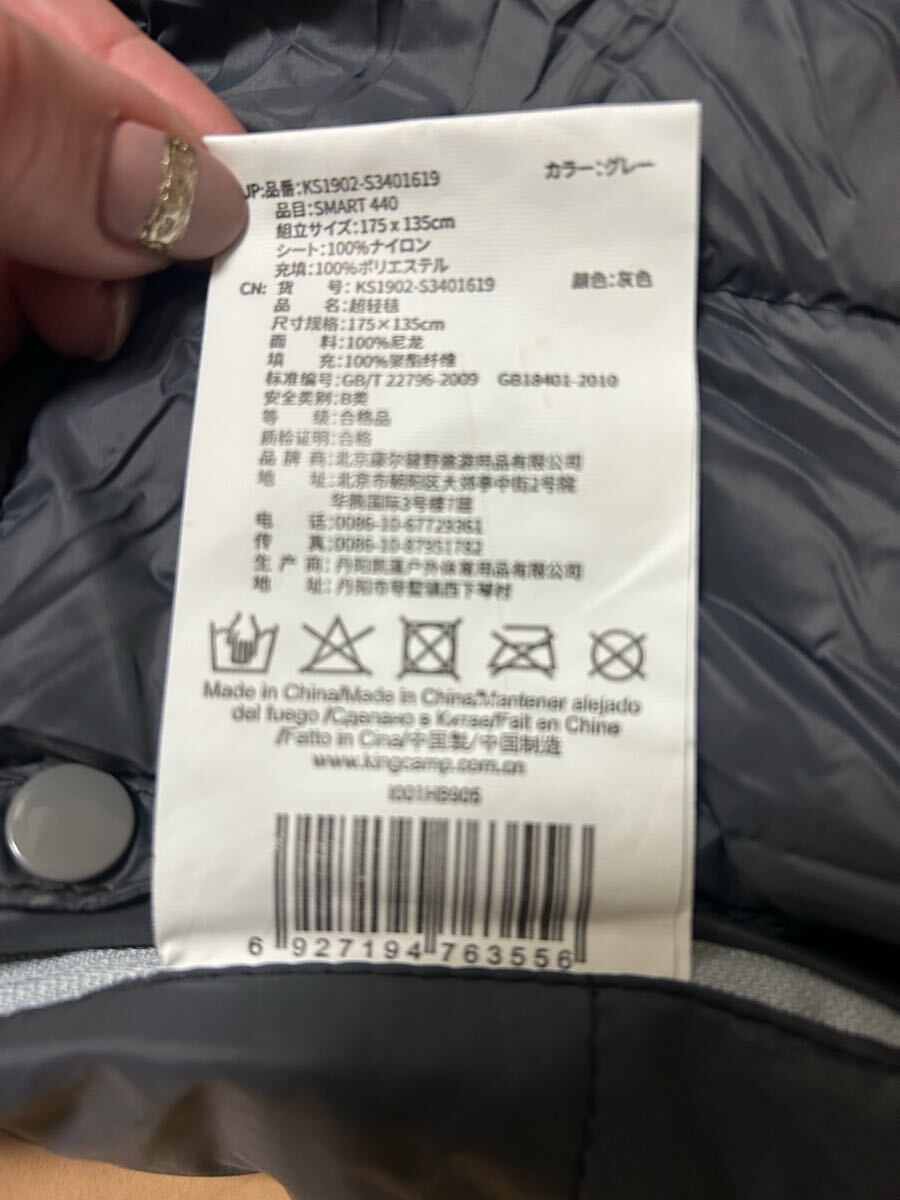 JP:品番:KS1902-S3401619 カラー:グレー
品目:SMART 440
組立サイズ:175 x 135cm
シート:100%ナイロン
充填:100%ポリエステル
CN: 货 号:KS1902-S3401619 颜色:灰色
品 名:超轻毯
尺寸规格:175×135cm
面 料:100%尼龙
填 充:100%聚酯纤维
标准编号:GB/T 22796-2009 GB18401-2010
安全类别:B类
等 级:合格品
质检证明:合格
品 牌 商:北京康尔健野旅游用品有限公司
地 址:北京市朝阳区大郊亭中街2号院
华腾国际3号楼7层
电 话:0086-10-67729361
传 真:0086-10-87951782
生 产 商:丹阳凯莲户外体育用品有限公司
地 址:丹阳市导墅镇西下琴村
Made in China/Made in China/Mantener alejado
del fuego /Сделано в Китае/Fait en Chine
/Fatto in Cina/中国製/中国制造
www.kingcamp.com.cn
I001HB906
6 927194 763556